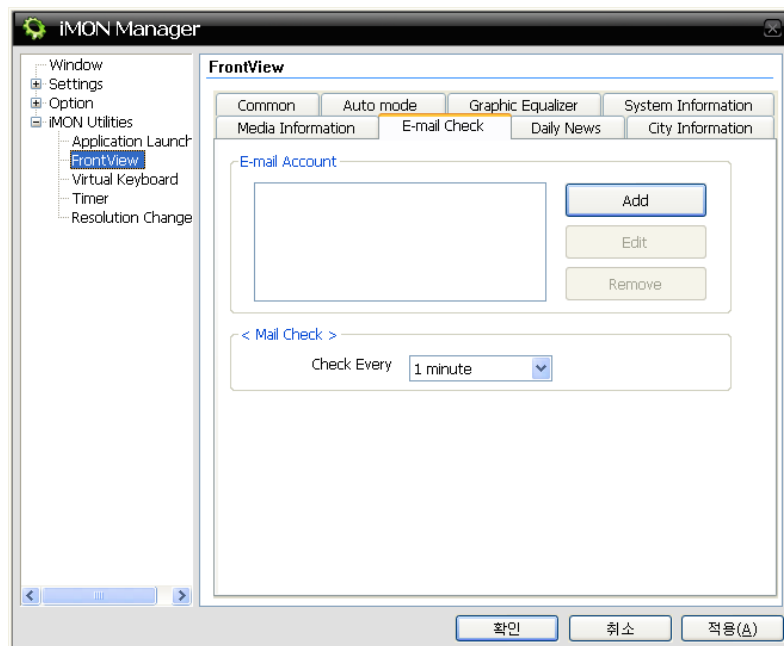 iMON Manager
Window
Settings
Option
iMON Utilities
Application Launch
FrontView
Virtual Keyboard
Timer
Resolution Change
FrontView
Common Auto mode Graphic Equalizer System Information
Media Information E-mail Check Daily News City Information
E-mail Account
Add
Edit
Remove
< Mail Check >
Check Every 1 minute
확인 취소 적용(A)